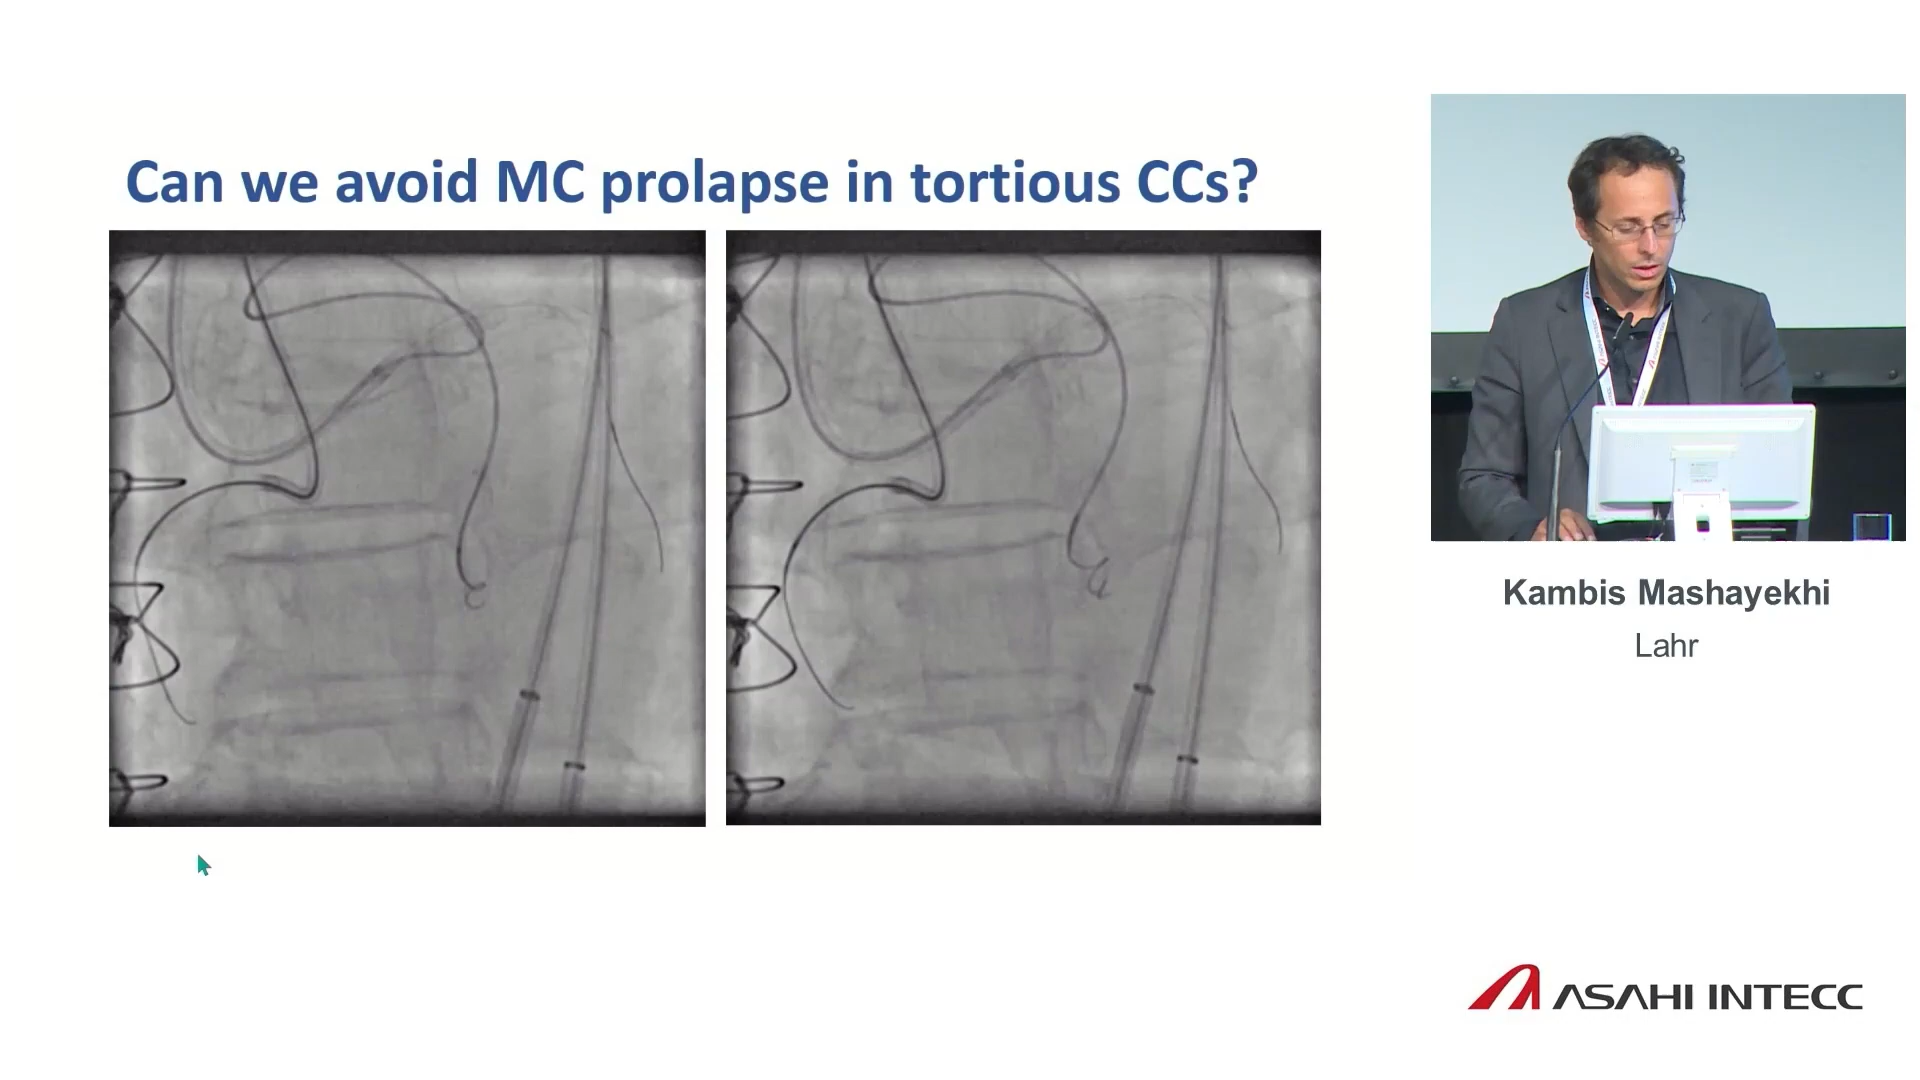 Can we avoid MC prolapse in tortious CCs?
Kambis Mashayekhi
Lahr
ASAHI INTECC